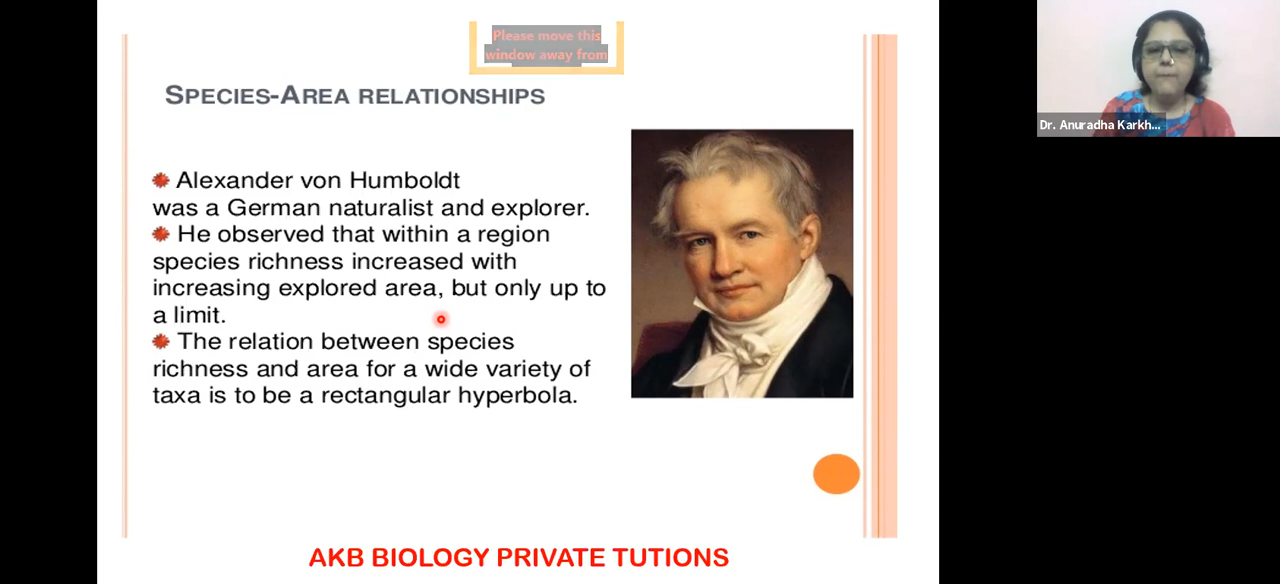 Please move this
window away from
SPECIES-AREA RELATIONSHIPS
Alexander von Humboldt
was a German naturalist and explorer.
He observed that within a region
species richness increased with
increasing explored area, but only up to
a limit.
The relation between species
richness and area for a wide variety of
taxa is to be a rectangular hyperbola.
AKB BIOLOGY PRIVATE TUTIONS
Dr. Anuradha Karkh...